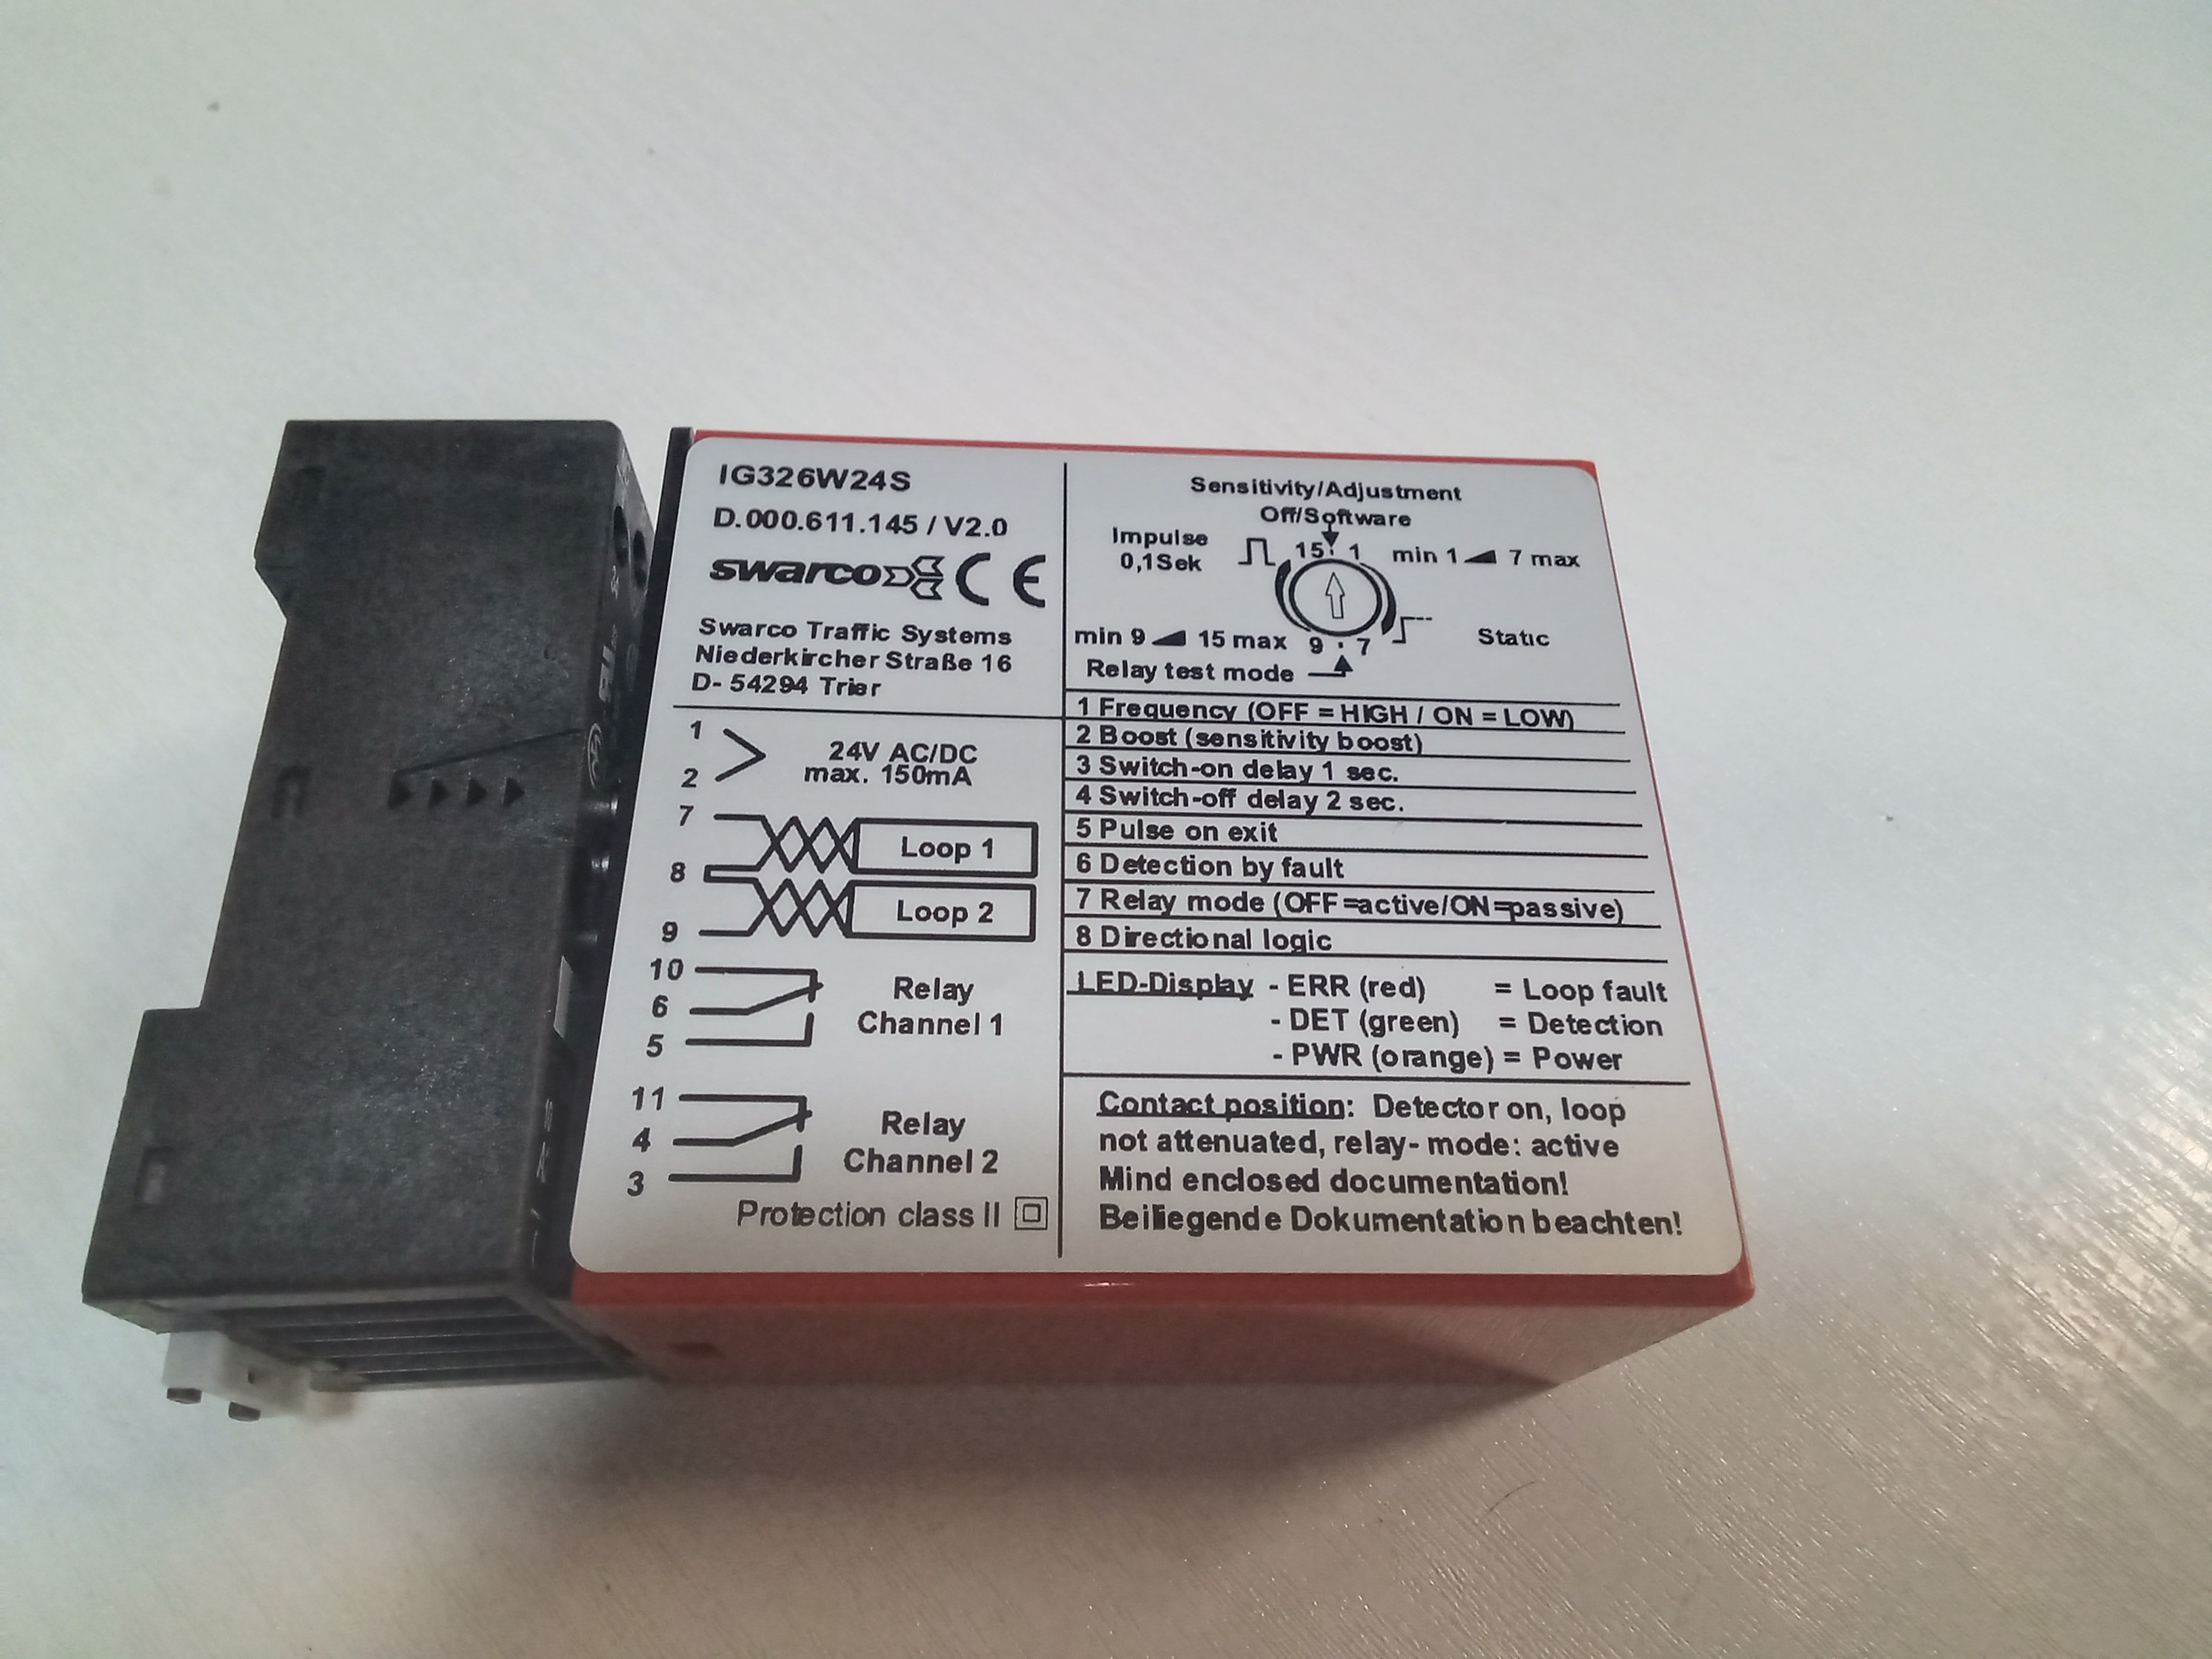 IG326W24S
D.000.611.145 / V2.0
swarco CE
Swarco Traffic Systems
Niederkircher Straße 16
D- 54294 Trier
1
2
24V AC/DC
max. 150mA
7
8
9
Loop 1
Loop 2
10
6
5
Relay
Channel 1
11
4
3
Relay
Channel 2
Protection class II
Sensitivity/Adjustment
Off/Software
Impulse
0,1Sek
15 1
min 1 7 max
min 9 15 max
9 7
Static
Relay test mode
1 Frequency (OFF = HIGH / ON = LOW)
2 Boost (sensitivity boost)
3 Switch-on delay 1 sec.
4 Switch-off delay 2 sec.
5 Pulse on exit
6 Detection by fault
7 Relay mode (OFF=active/ON=passive)
8 Directional logic
LED-Display - ERR (red) = Loop fault
- DET (green) = Detection
- PWR (orange) = Power
Contact position: Detector on, loop
not attenuated, relay- mode: active
Mind enclosed documentation!
Beiliegende Dokumentation beachten!